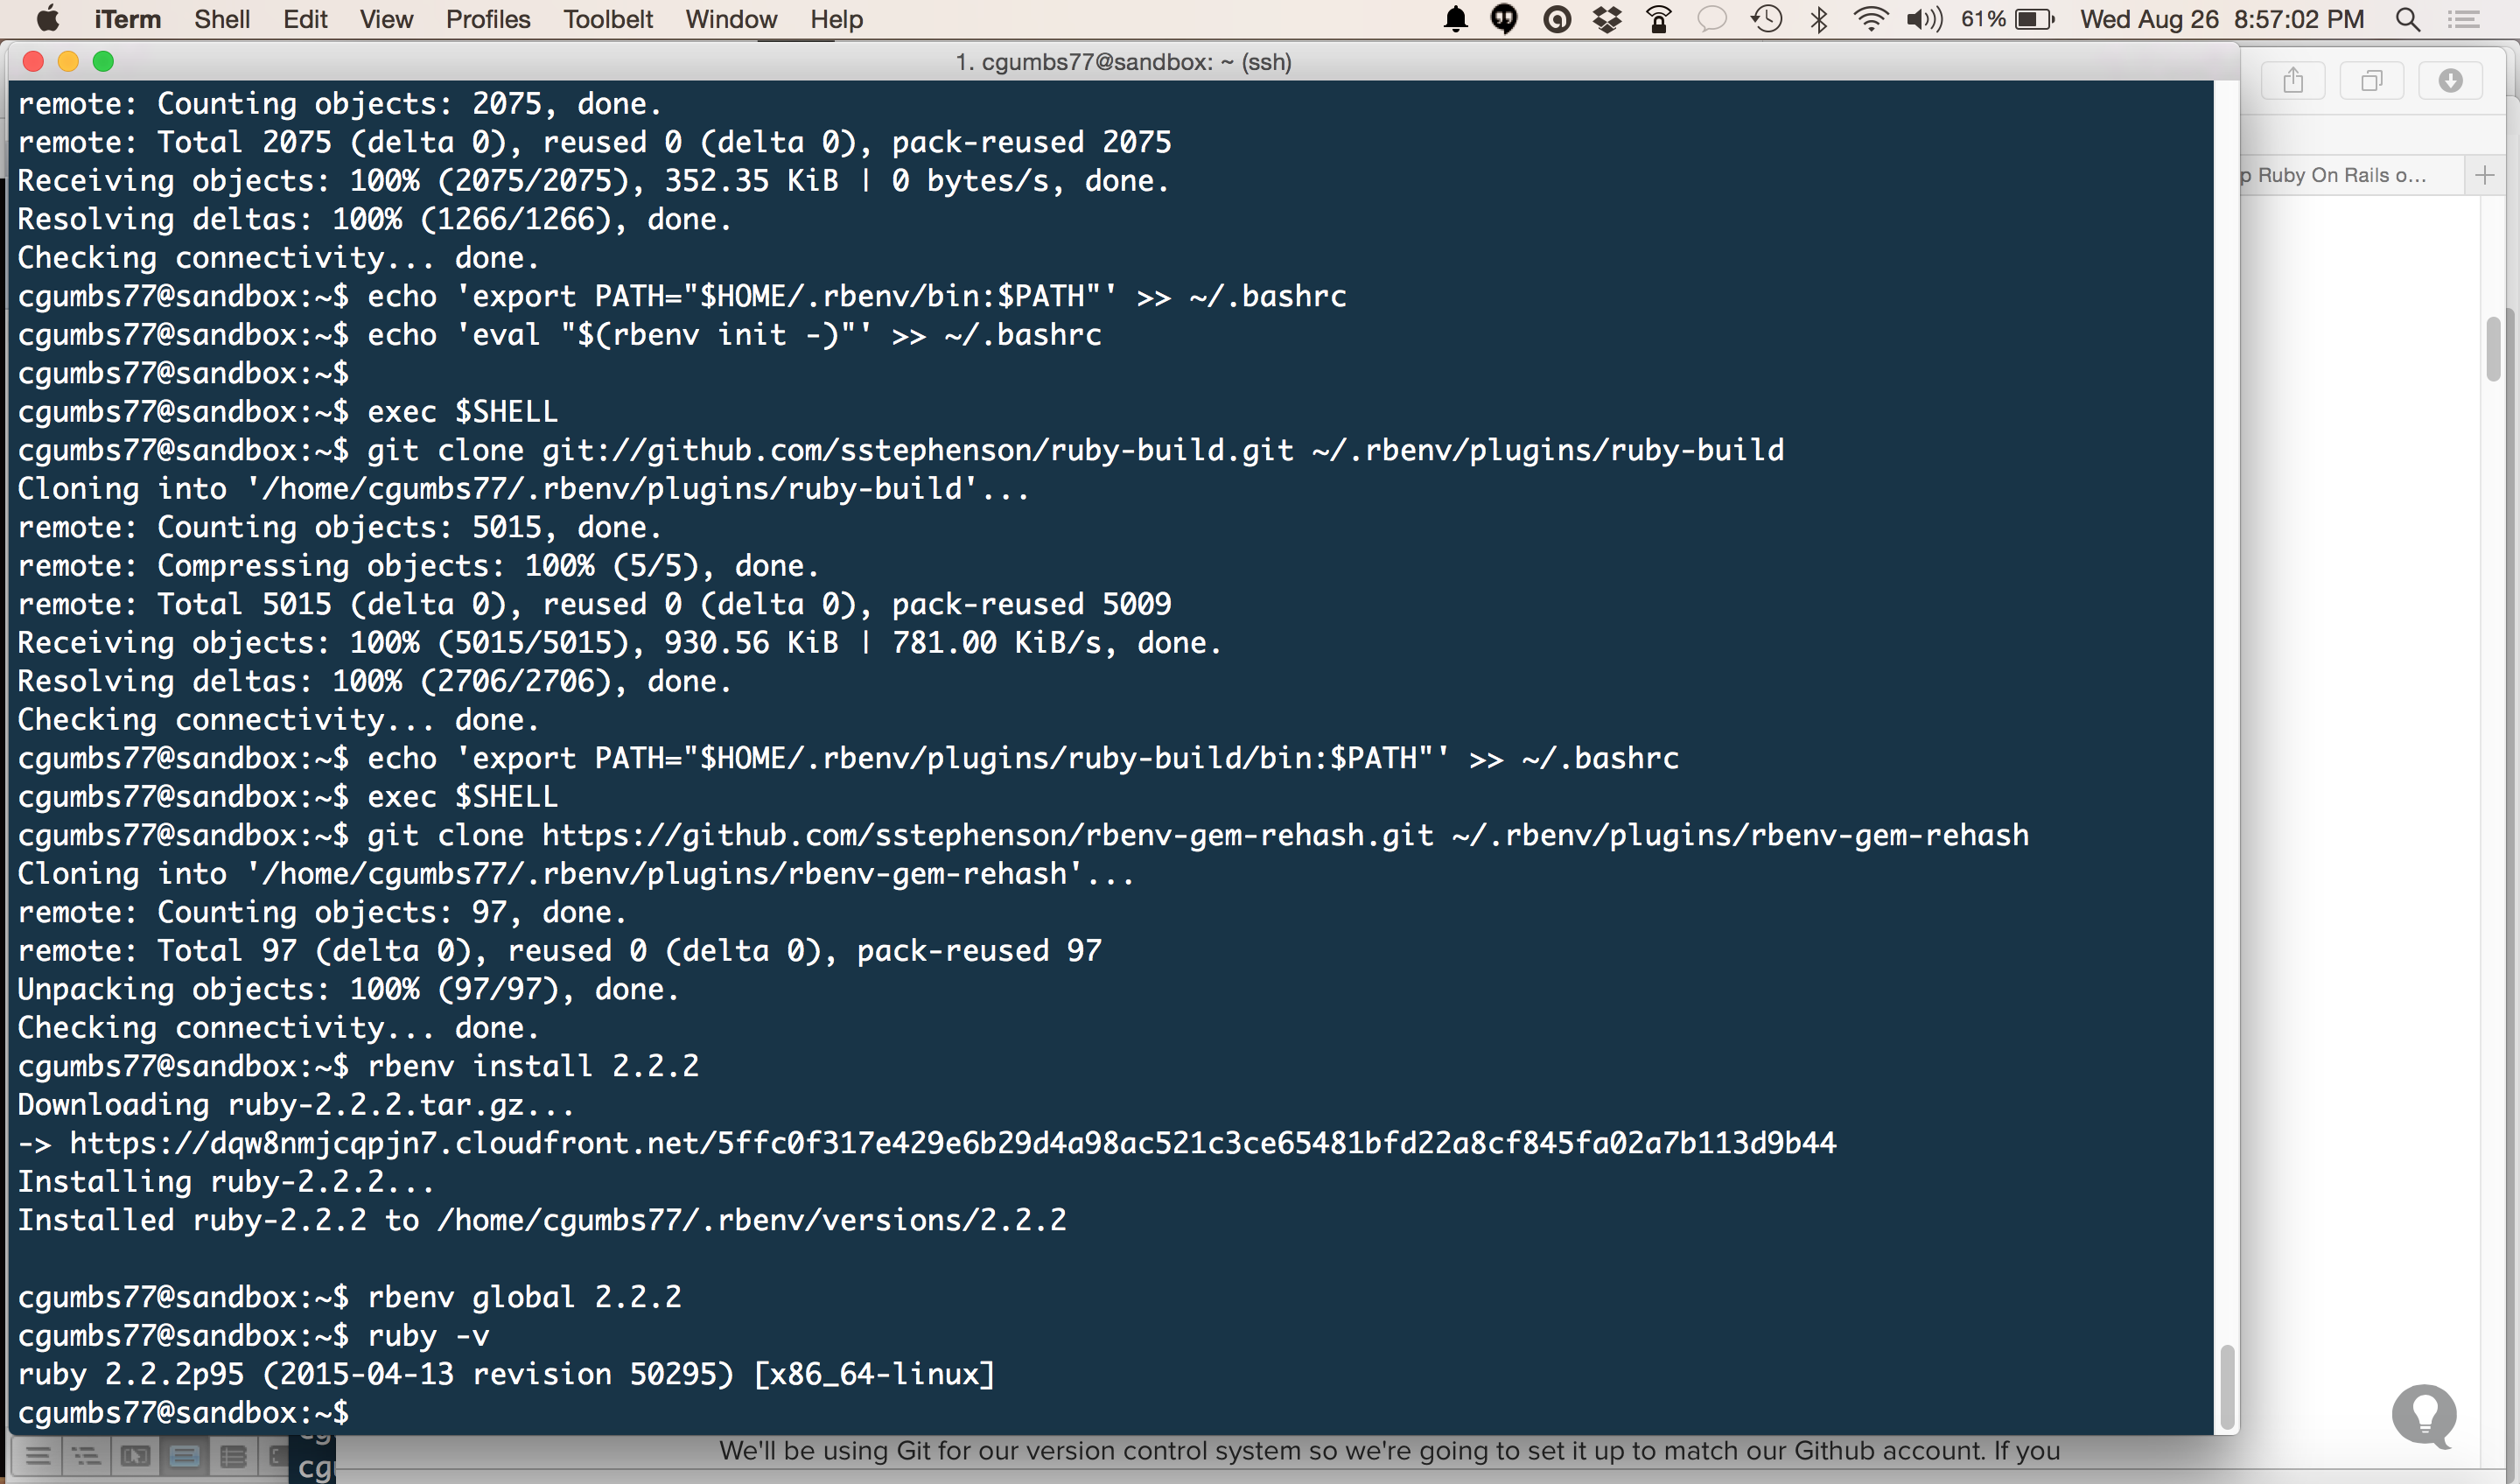 iTerm Shell Edit View Profiles Toolbelt Window Help 61% Wed Aug 26 8:57:02 PM
1. cgumbs77@sandbox: ~ (ssh)
p Ruby On Rails o...
remote: Counting objects: 2075, done.
remote: Total 2075 (delta 0), reused 0 (delta 0), pack-reused 2075
Receiving objects: 100% (2075/2075), 352.35 KiB | 0 bytes/s, done.
Resolving deltas: 100% (1266/1266), done.
Checking connectivity... done.
cgumbs77@sandbox:~$ echo 'export PATH="$HOME/.rbenv/bin:$PATH"' >> ~/.bashrc
cgumbs77@sandbox:~$ echo 'eval "$(rbenv init -)"' >> ~/.bashrc
cgumbs77@sandbox:~$
cgumbs77@sandbox:~$ exec $SHELL
cgumbs77@sandbox:~$ git clone git://github.com/sstephenson/ruby-build.git ~/.rbenv/plugins/ruby-build
Cloning into '/home/cgumbs77/.rbenv/plugins/ruby-build'...
remote: Counting objects: 5015, done.
remote: Compressing objects: 100% (5/5), done.
remote: Total 5015 (delta 0), reused 0 (delta 0), pack-reused 5009
Receiving objects: 100% (5015/5015), 930.56 KiB | 781.00 KiB/s, done.
Resolving deltas: 100% (2706/2706), done.
Checking connectivity... done.
cgumbs77@sandbox:~$ echo 'export PATH="$HOME/.rbenv/plugins/ruby-build/bin:$PATH"' >> ~/.bashrc
cgumbs77@sandbox:~$ exec $SHELL
cgumbs77@sandbox:~$ git clone https://github.com/sstephenson/rbenv-gem-rehash.git ~/.rbenv/plugins/rbenv-gem-rehash
Cloning into '/home/cgumbs77/.rbenv/plugins/rbenv-gem-rehash'...
remote: Counting objects: 97, done.
remote: Total 97 (delta 0), reused 0 (delta 0), pack-reused 97
Unpacking objects: 100% (97/97), done.
Checking connectivity... done.
cgumbs77@sandbox:~$ rbenv install 2.2.2
Downloading ruby-2.2.2.tar.gz...
-> https://dqw8nmjcqpjn7.cloudfront.net/5ffc0f317e429e6b29d4a98ac521c3ce65481bfd22a8cf845fa02a7b113d9b44
Installing ruby-2.2.2...
Installed ruby-2.2.2 to /home/cgumbs77/.rbenv/versions/2.2.2
cgumbs77@sandbox:~$ rbenv global 2.2.2
cgumbs77@sandbox:~$ ruby -v
ruby 2.2.2p95 (2015-04-13 revision 50295) [x86_64-linux]
cgumbs77@sandbox:~$
We'll be using Git for our version control system so we're going to set it up to match our Github account. If you